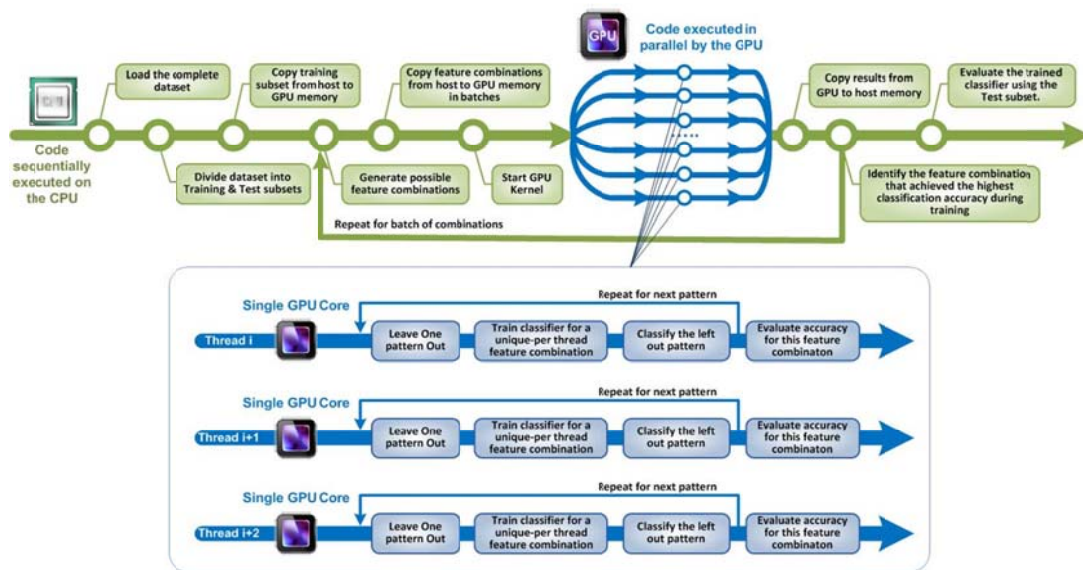 Code executed in
parallel by the GPU
GPU
Load the complete
dataset
Copy training
subset from host to
GPU memory
Copy feature combinations
from host to GPU memory
in batches
Copy results from
GPU to host memory
Evaluate the trained
classifier using the
Test subset.
Code
sequentially
executed on
the CPU
Divide dataset into
Training & Test subsets
Generate possible
feature combinations
Start GPU
Kernel
.....
Identify the feature combination
that achieved the highest
classification accuracy during
training
Repeat for batch of combinations
Repeat for next pattern
Single GPU Core
Thread i
Leave One
pattern Out
Train classifier for a
unique-per thread
feature combination
Classify the left
out pattern
Evaluate accuracy
for this feature
combinaton
Repeat for next pattern
Single GPU Core
Thread i+1
Leave One
pattern Out
Train classifier for a
unique-per thread
feature combination
Classify the left
out pattern
Evaluate accuracy
for this feature
combinaton
Repeat for next pattern
Single GPU Core
Thread i+2
Leave One
pattern Out
Train classifier for a
unique-per thread
feature combination
Classify the left
out pattern
Evaluate accuracy
for this feature
combinaton